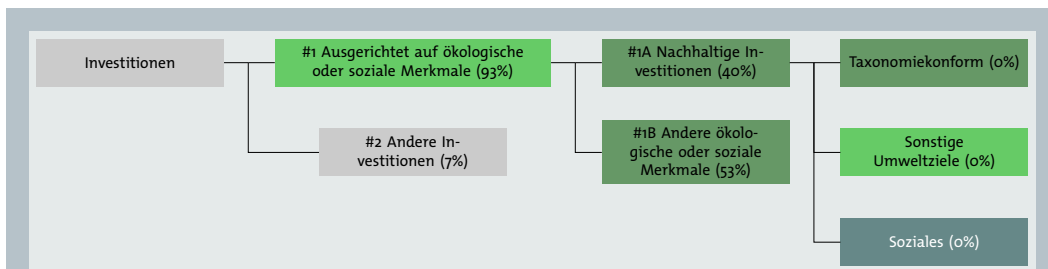 Investitionen
#1 Ausgerichtet auf ökologische
oder soziale Merkmale (93%)
#1A Nachhaltige In-
vestitionen (40%)
Taxonomiekonform (0%)
#2 Andere In-
vestitionen (7%)
#1B Andere ökolo-
gische oder soziale
Merkmale (53%)
Sonstige
Umweltziele (0%)
Soziales (0%)